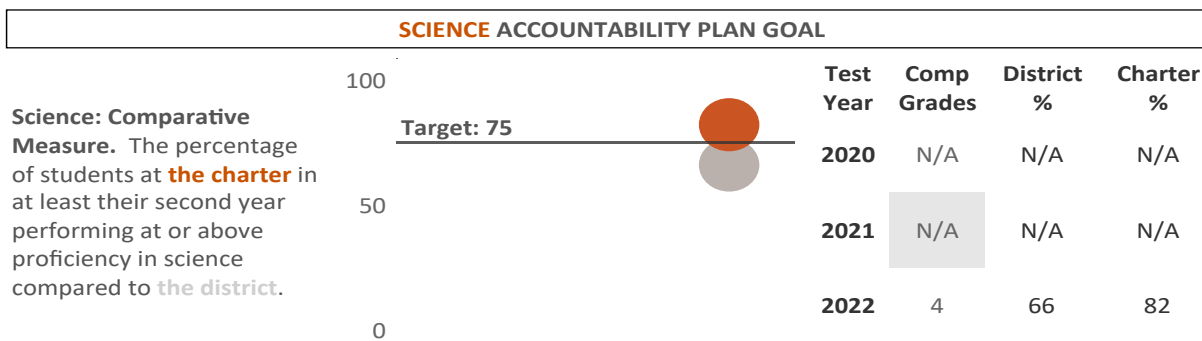 SCIENCE ACCOUNTABILITY PLAN GOAL
Science: Comparative
Measure. The percentage
of students at the charter in
at least their second year
performing at or above
proficiency in science
compared to the district.
100
Target: 75
50
0
Test Comp District Charter
Year Grades % %
2020 N/A N/A N/A
2021 N/A N/A N/A
2022 4 66 82